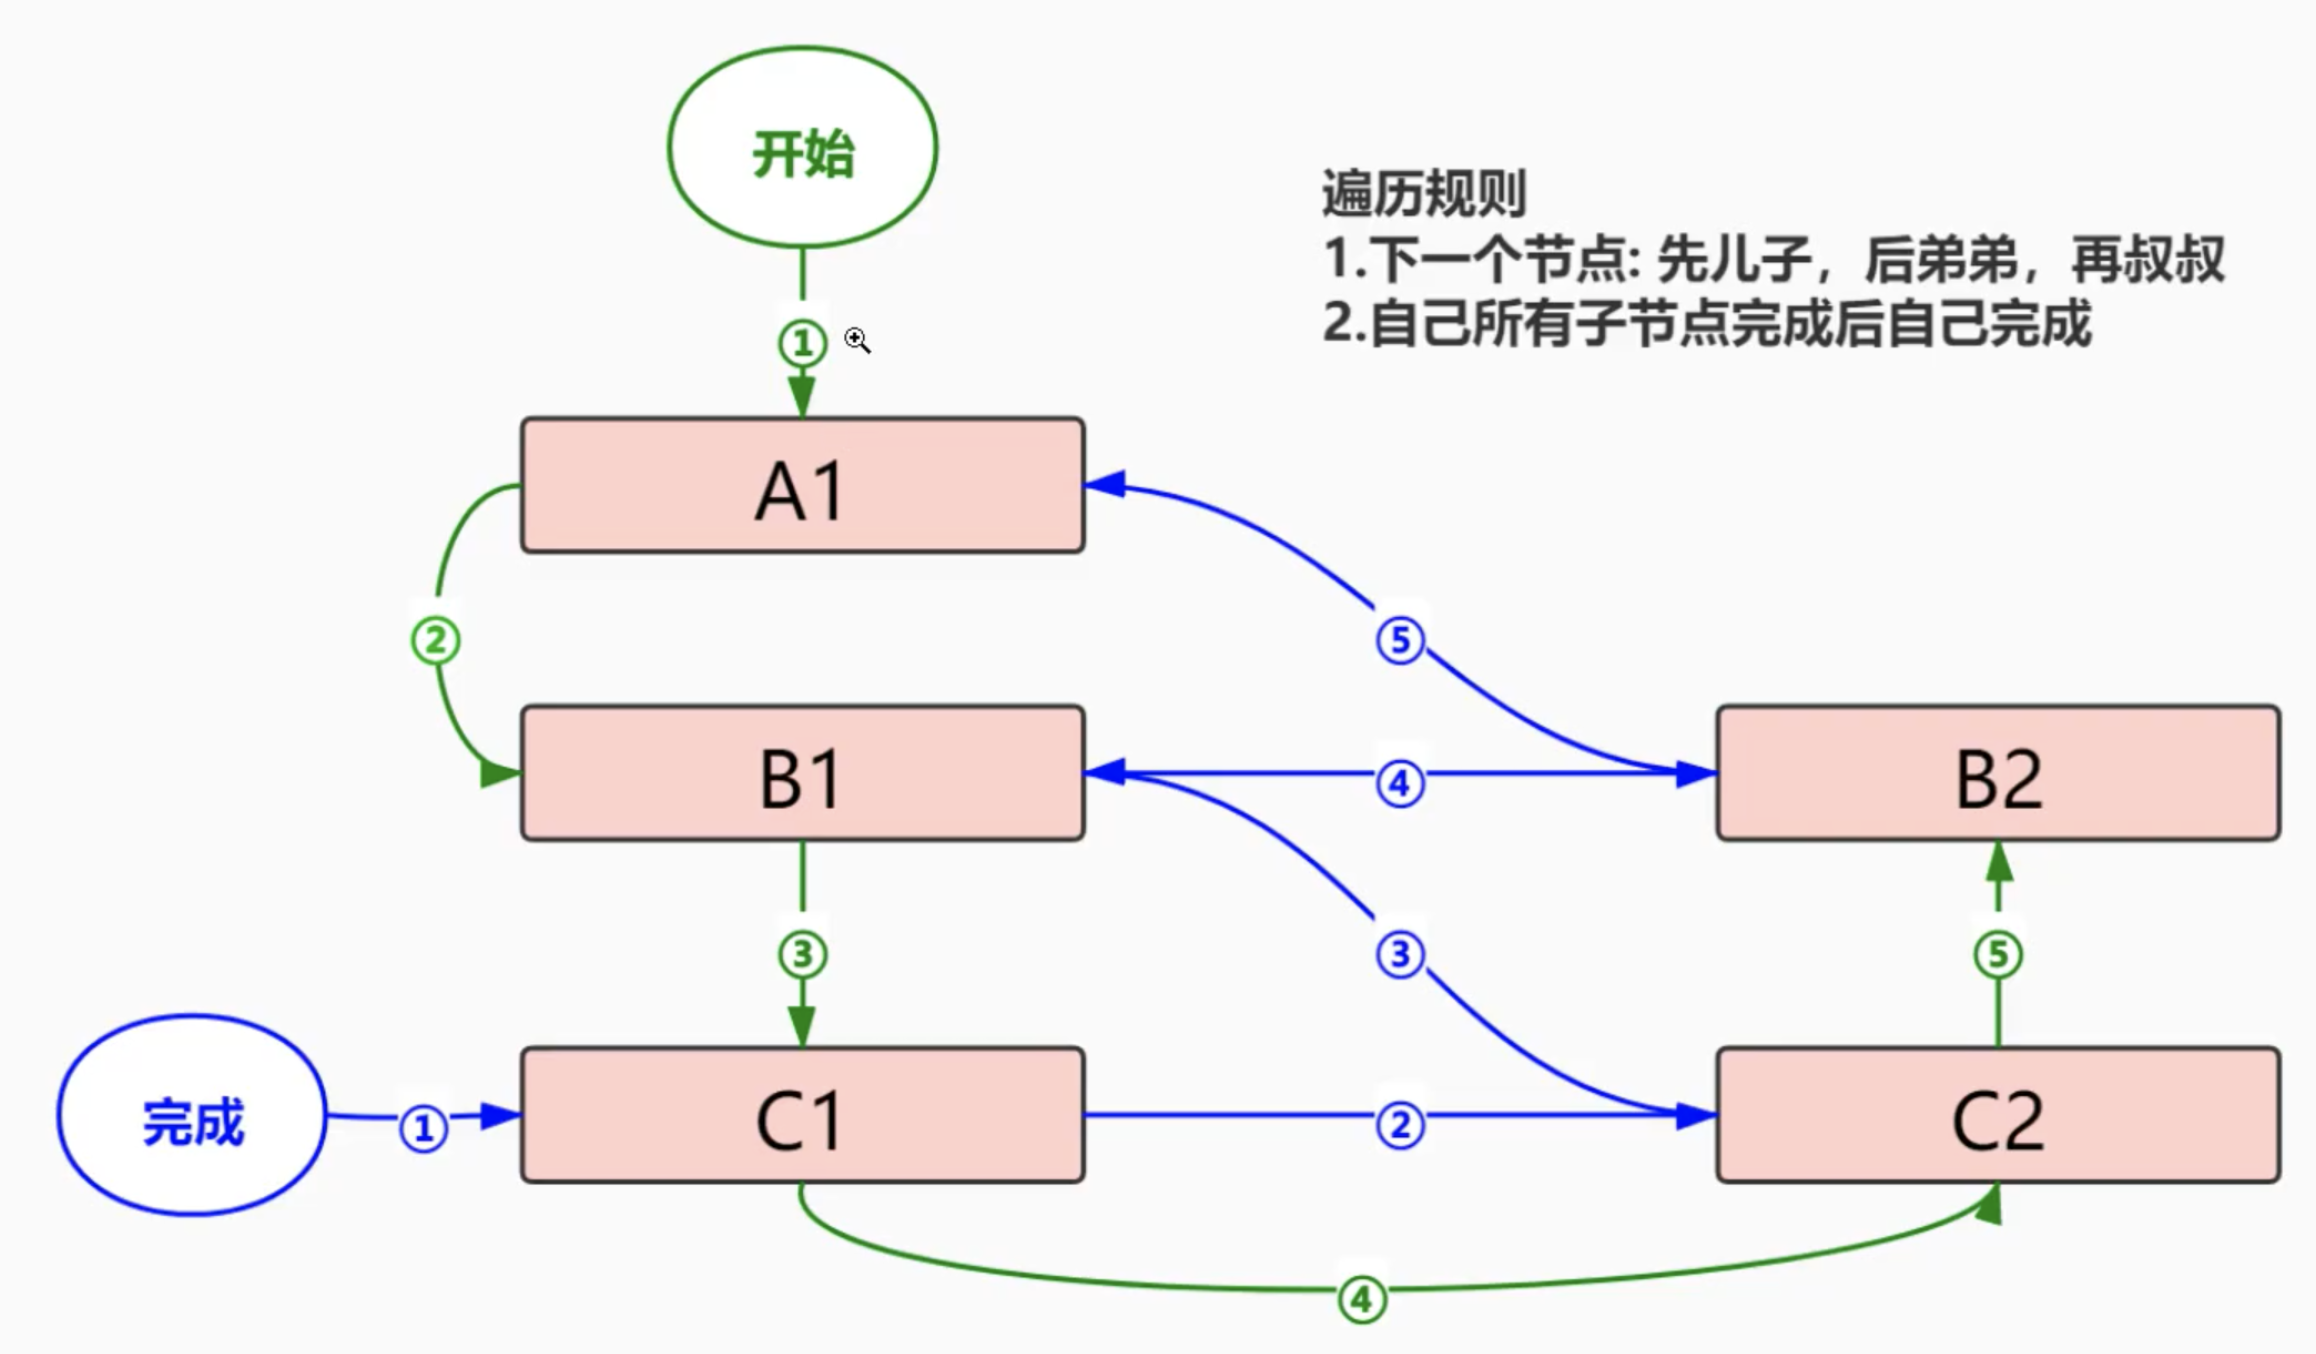 开始
遍历规则
1.下一个节点: 先儿子，后弟弟，再叔叔
2.自己所有子节点完成后自己完成
①
A1
②
⑤
B1
④
B2
③
③
⑤
完成
①
C1
②
C2
④